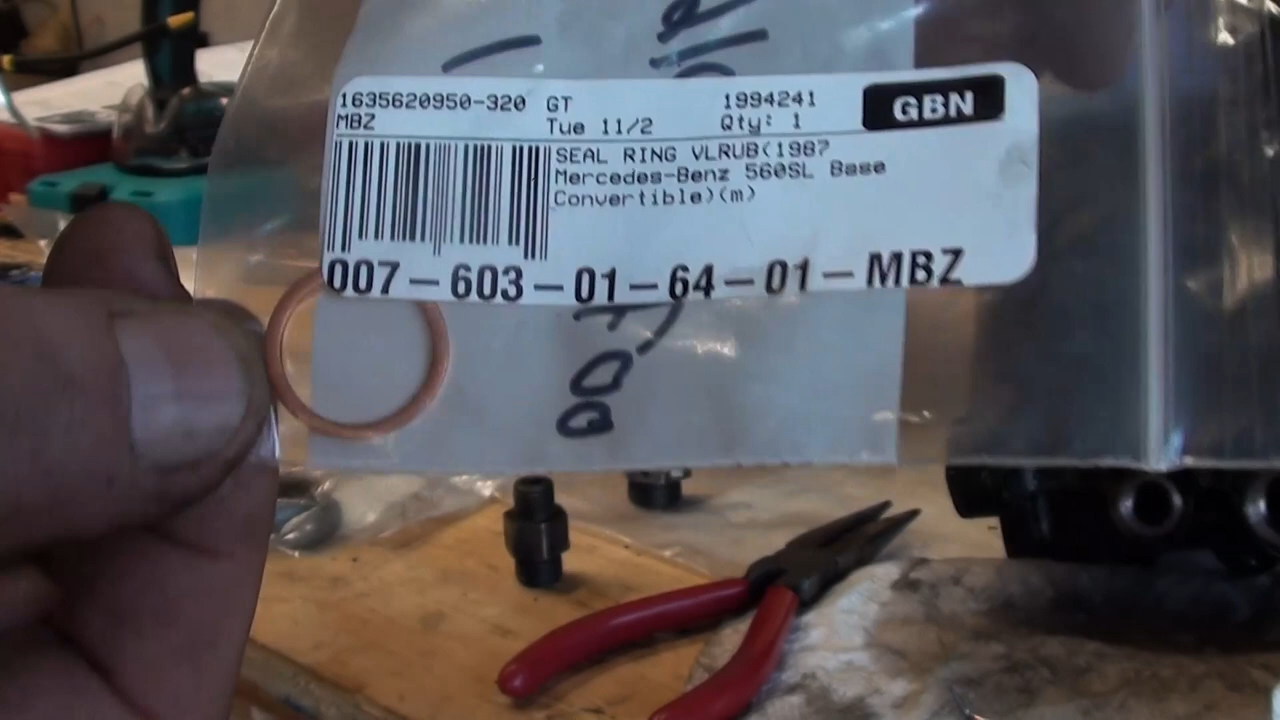 1635620950-320 GT 1994241 GBN
MBZ Tue 11/2 Qty: 1
SEAL RING VLRUB(1987
Mercedes-Benz 560SL Base
Convertible)(m)
007-603-01-64-01-MBZ